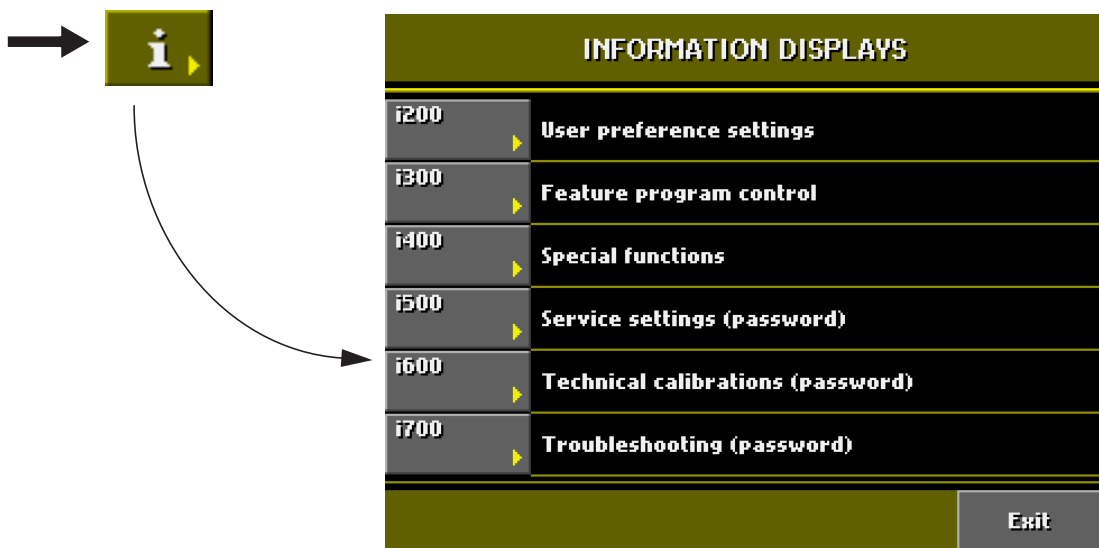 i
INFORMATION DISPLAYS
i200
User preference settings
i300
Feature program control
i400
Special functions
i500
Service settings (password)
i600
Technical calibrations (password)
i700
Troubleshooting (password)
Exit